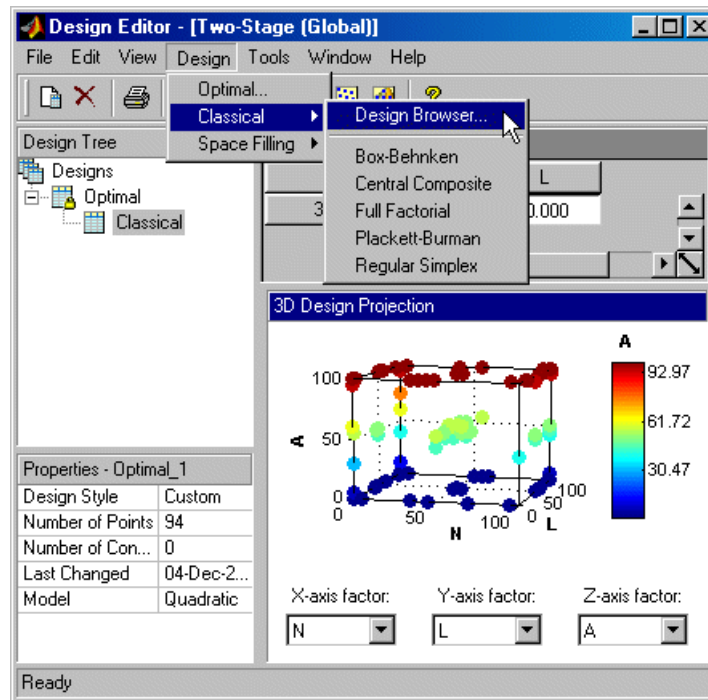 Design Editor - [Two-Stage (Global)]
File Edit View Design Tools Window Help
Optimal...
Classical
Space Filling
Design Browser...
Box-Behnken
Central Composite
Full Factorial
Plackett-Burman
Regular Simplex
Design Tree
Designs
Optimal
Classical
L
3
0.000
Properties - Optimal_1
Design Style Custom
Number of Points 94
Number of Con... 0
Last Changed 04-Dec-2...
Model Quadratic
3D Design Projection
A
100
50
0
A
0
50
100
N
0
50
100
L
92.97
61.72
30.47
X-axis factor: Y-axis factor: Z-axis factor:
N L A
Ready